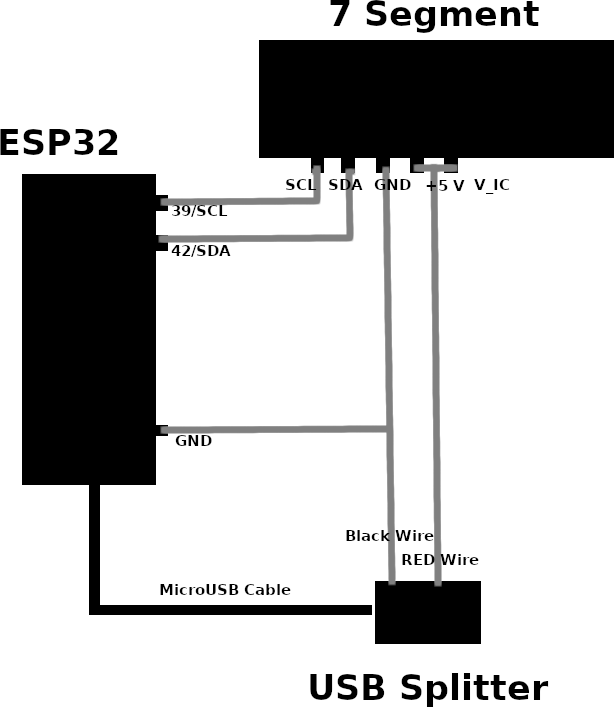 7 Segment
ESP32
SCL SDA GND +5 V V_IC
39/SCL
42/SDA
GND
Black Wire
RED Wire
MicroUSB Cable
USB Splitter